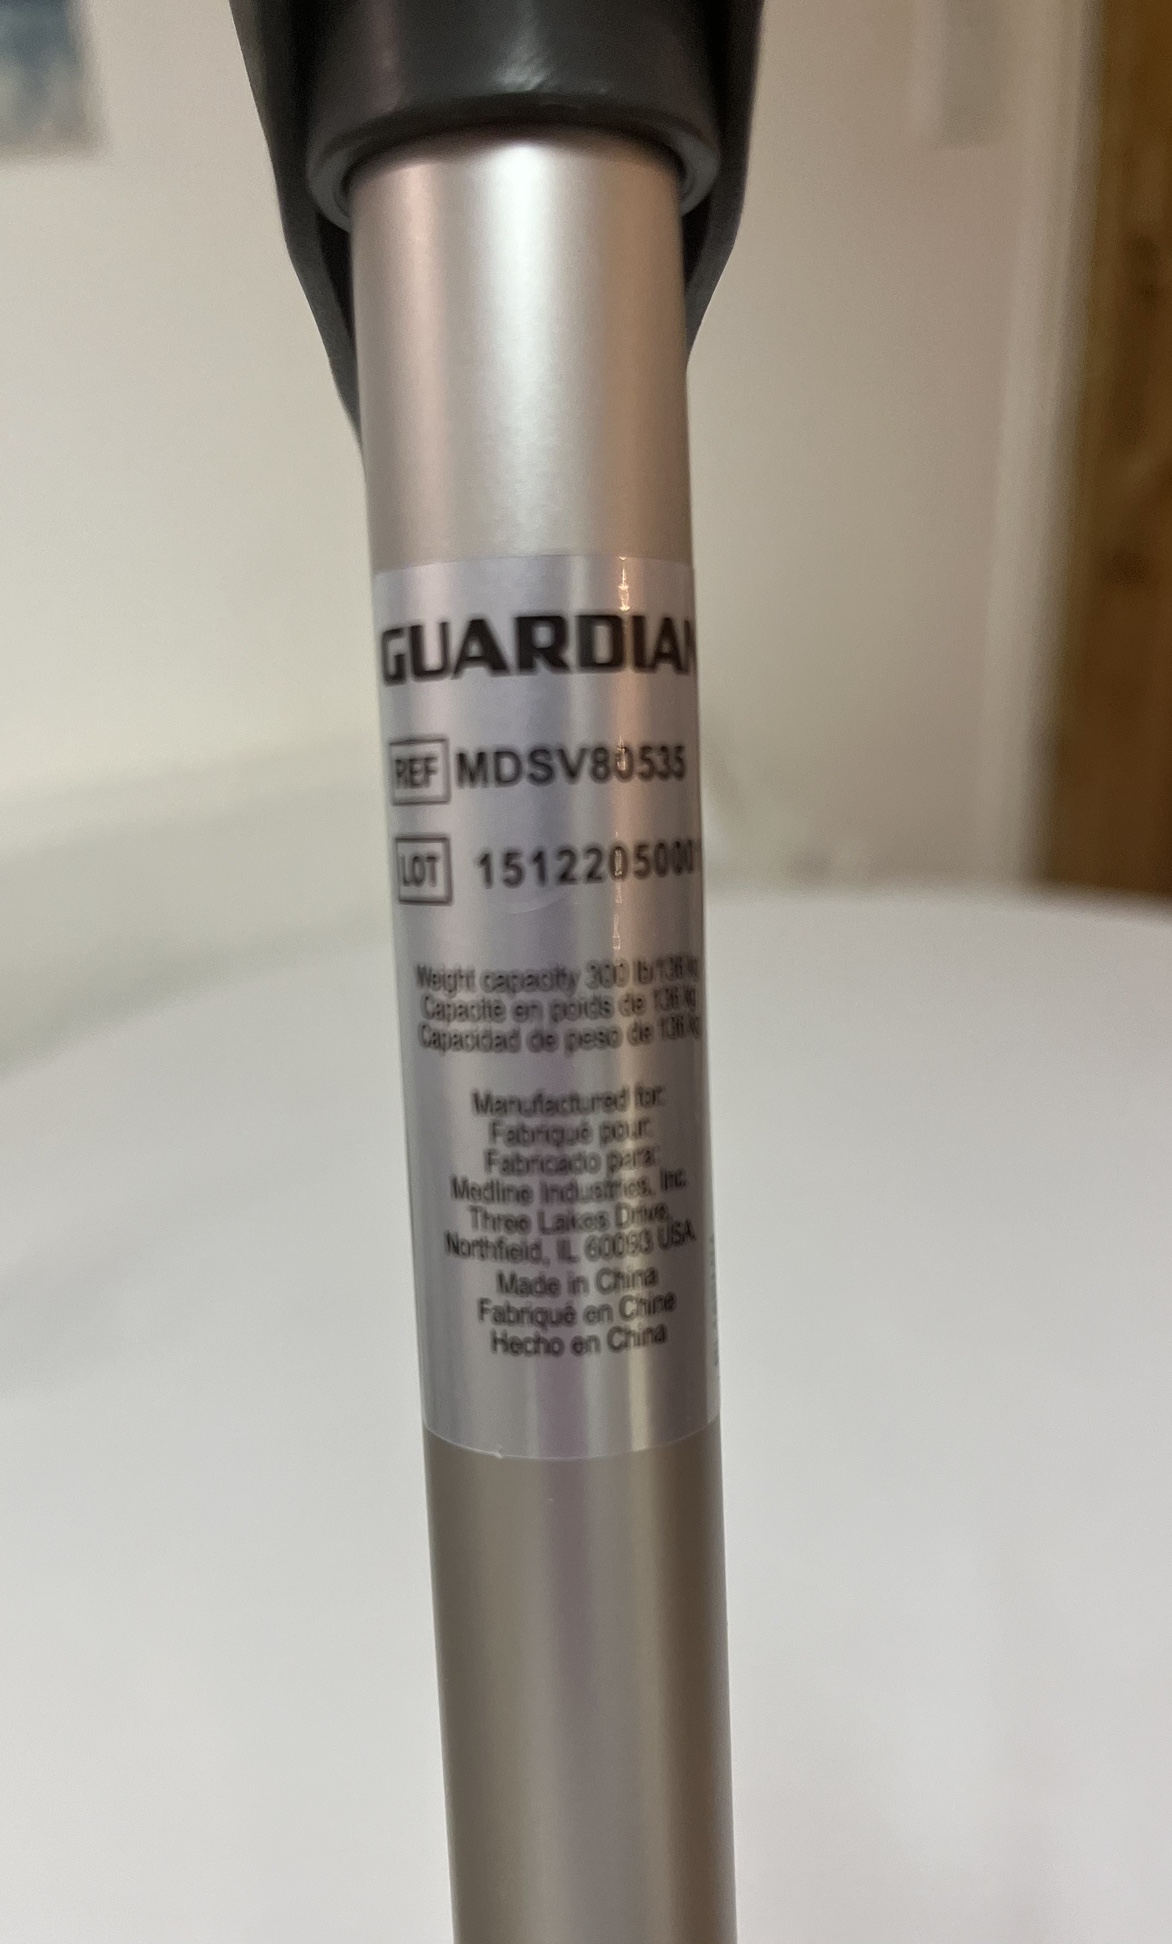 GUARDIAN
REF MDSV80535
LOT 1512205000
Weight capacity 300 lb/136 kg
Capacité en poids de 136 kg
Capacidad de peso de 136 kg
Manufactured for:
Fabriqué pour:
Fabricado para:
Medline Industries, Inc.
Three Lakes Drive,
Northfield, IL 60093 USA
Made in China
Fabriqué en Chine
Hecho en China